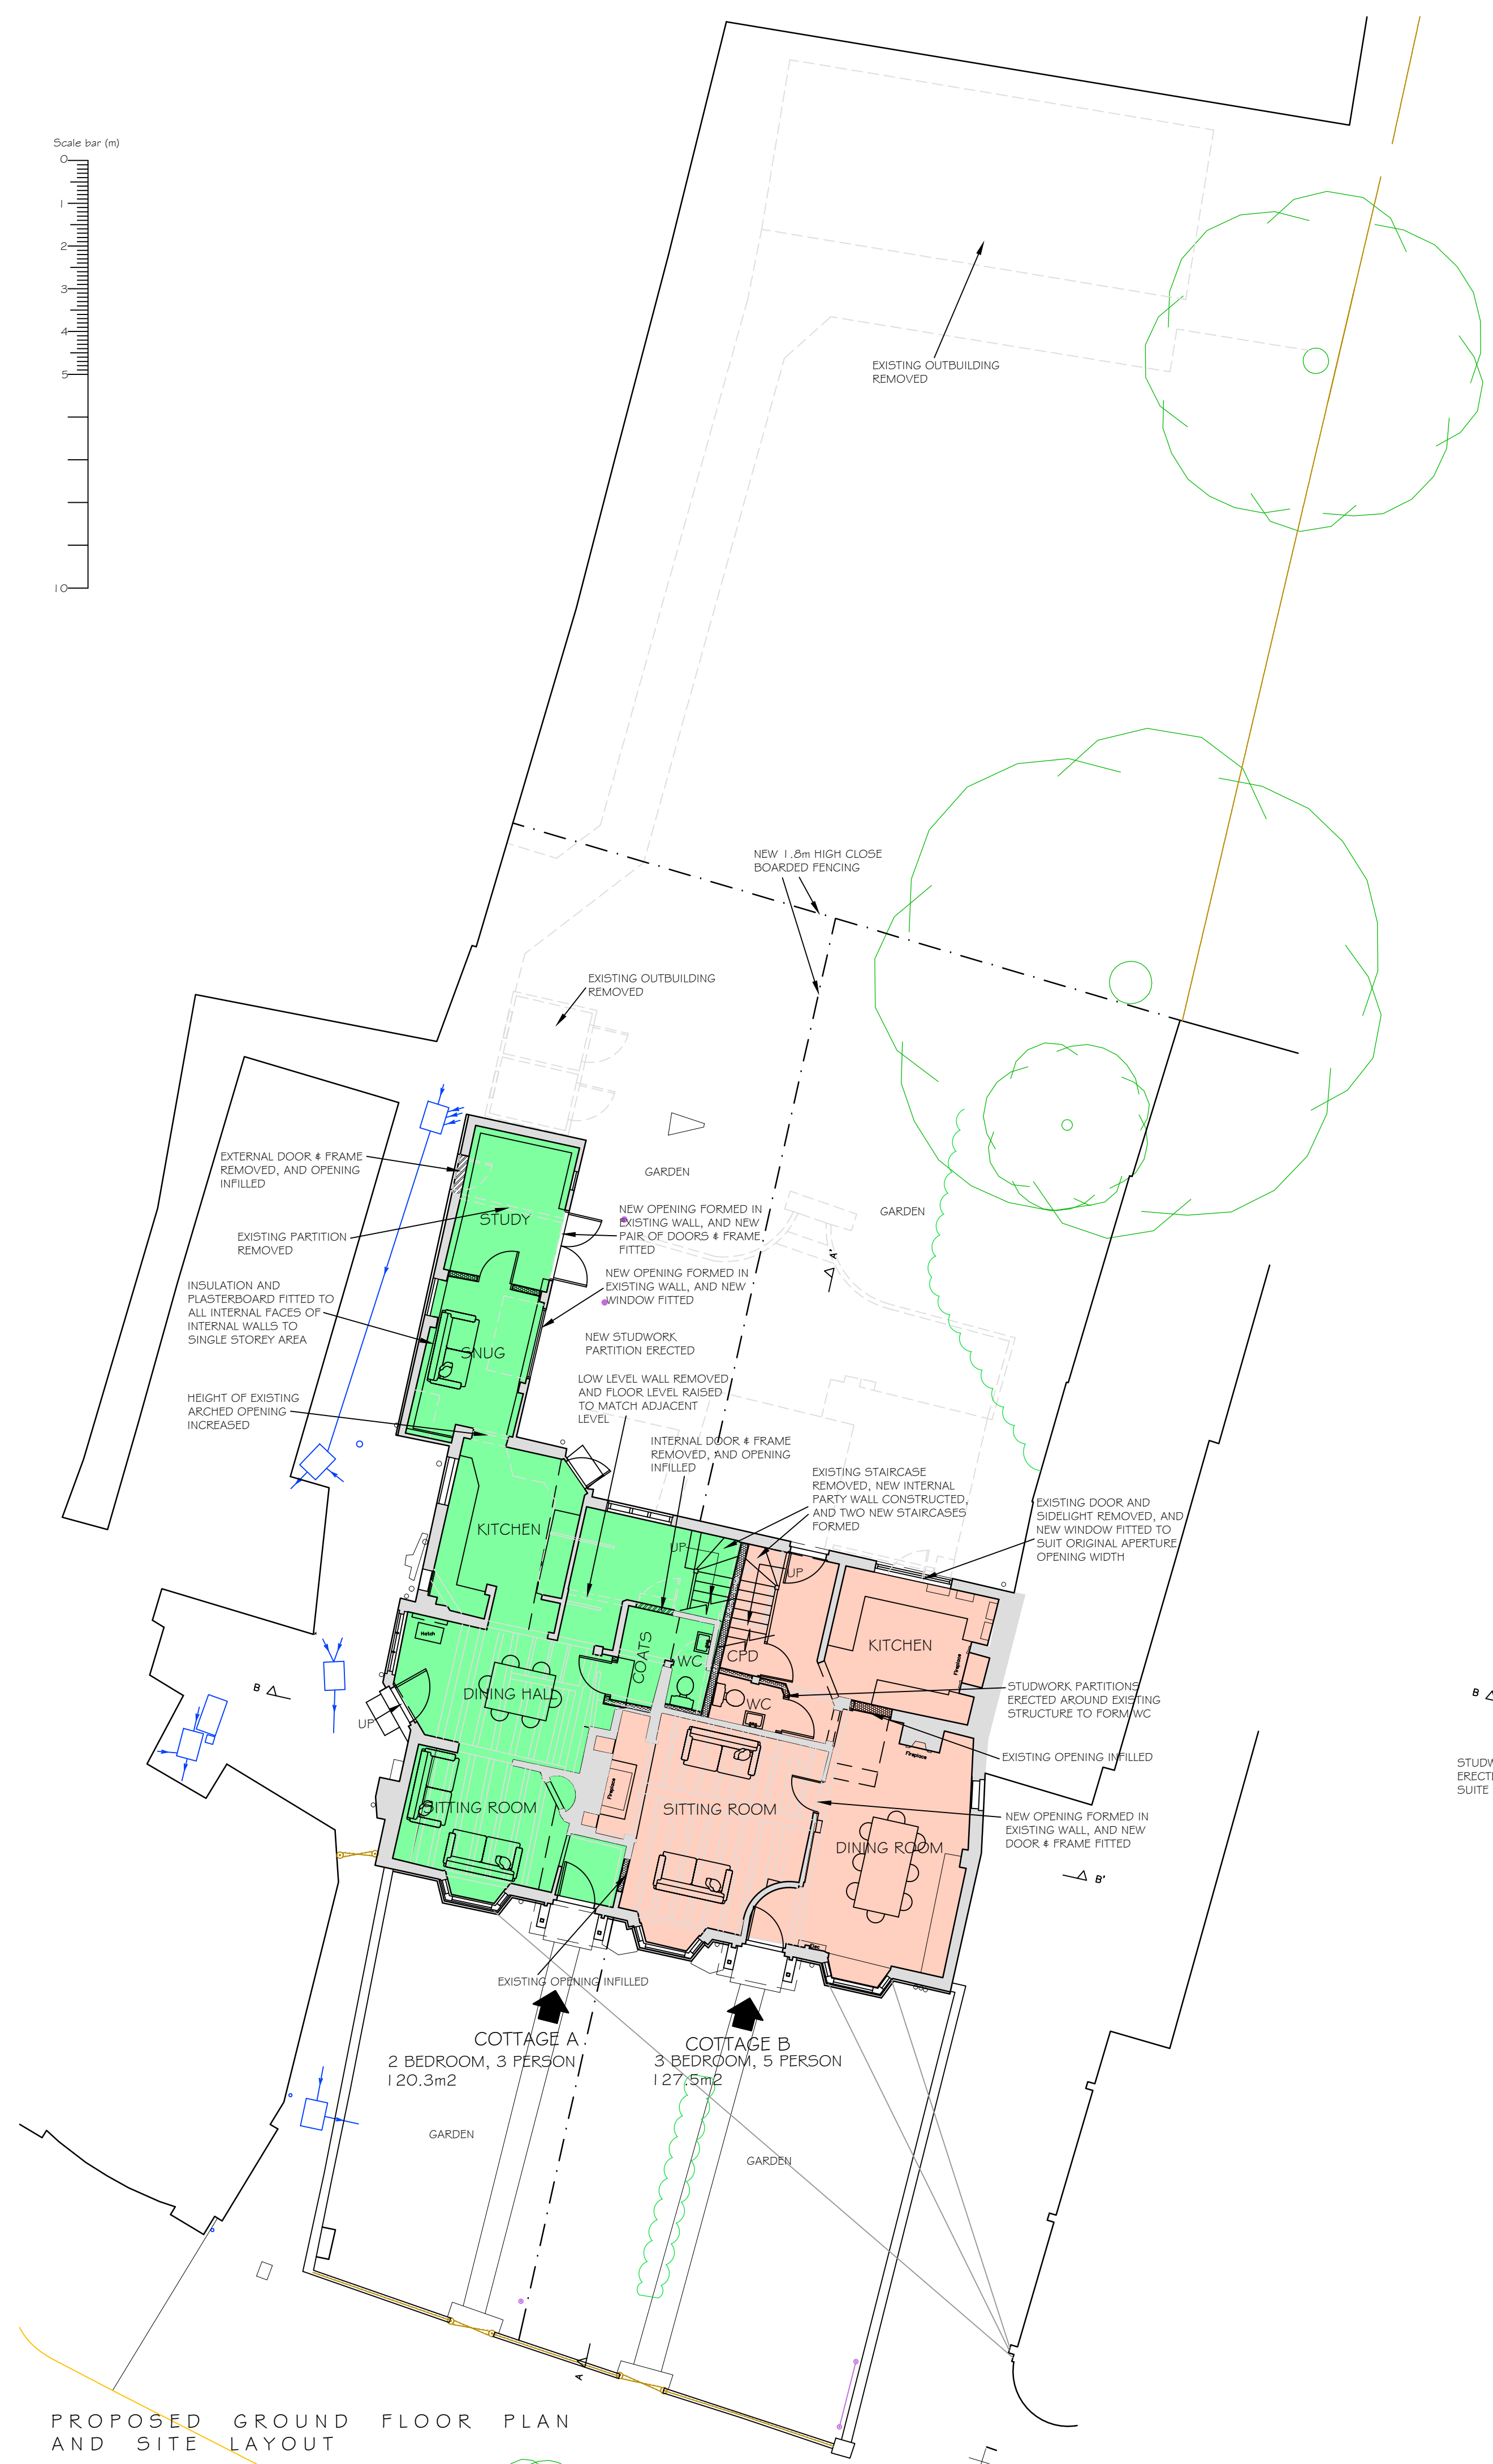 Scale bar (m)
0
1
2
3
4
5
10
EXISTING OUTBUILDING
REMOVED
NEW 1.8m HIGH CLOSE
BOARDED FENCING
EXISTING OUTBUILDING
REMOVED
GARDEN
GARDEN
EXTERNAL DOOR & FRAME
REMOVED, AND OPENING
INFILLED
EXISTING PARTITION
REMOVED
INSULATION AND
PLASTERBOARD FITTED TO
ALL INTERNAL FACES OF
INTERNAL WALLS TO
SINGLE STOREY AREA
HEIGHT OF EXISTING
ARCHED OPENING
INCREASED
STUDY
NEW OPENING FORMED IN
EXISTING WALL, AND NEW
PAIR OF DOORS & FRAME
FITTED
NEW OPENING FORMED IN
EXISTING WALL, AND NEW
WINDOW FITTED
A'
SNUG
NEW STUDWORK
PARTITION ERECTED
LOW LEVEL WALL REMOVED
AND FLOOR LEVEL RAISED
TO MATCH ADJACENT
LEVEL
INTERNAL DOOR & FRAME
REMOVED, AND OPENING
INFILLED
EXISTING STAIRCASE
REMOVED, NEW INTERNAL
PARTY WALL CONSTRUCTED,
AND TWO NEW STAIRCASES
FORMED
EXISTING DOOR AND
SIDELIGHT REMOVED, AND
NEW WINDOW FITTED TO
SUIT ORIGINAL APERTURE
OPENING WIDTH
KITCHEN
UP
UP
KITCHEN
Fireplace
Hatch
COATS
WC
CPD
WC
DINING HALL
UP
B
STUDWORK PARTITIONS
ERECTED AROUND EXISTING
STRUCTURE TO FORM WC
B
EXISTING OPENING INFILLED
Fireplace
STUDW
ERECTE
SUITE
SITTING ROOM
Fireplace
SITTING ROOM
DINING ROOM
NEW OPENING FORMED IN
EXISTING WALL, AND NEW
DOOR & FRAME FITTED
B'
EXISTING OPENING INFILLED
COTTAGE A
2 BEDROOM, 3 PERSON
120.3m2
COTTAGE B
3 BEDROOM, 5 PERSON
127.5m2
GARDEN
GARDEN
A
PROPOSED GROUND FLOOR PLAN
AND SITE LAYOUT